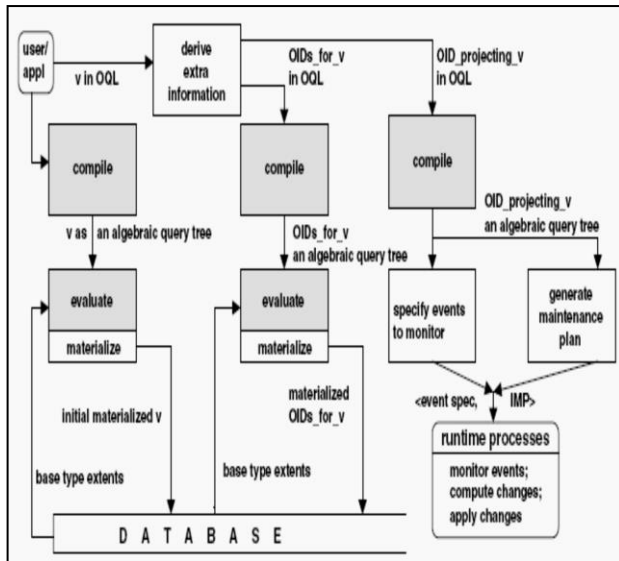 user/
appl
v in OQL
derive
extra
information
OIDs_for_v
in OQL
OID_projecting_v
in OQL
compile
compile
compile
v as an algebraic query tree
OIDs_for_v
an algebraic query tree
OID_projecting_v
an algebraic query tree
evaluate
materialize
evaluate
materialize
specify events
to monitor
generate
maintenance
plan
initial materialized v
materialized
OIDs_for_v
<event spec, IMP>
base type extents
base type extents
runtime processes
monitor events;
compute changes;
apply changes
D A T A B A S E